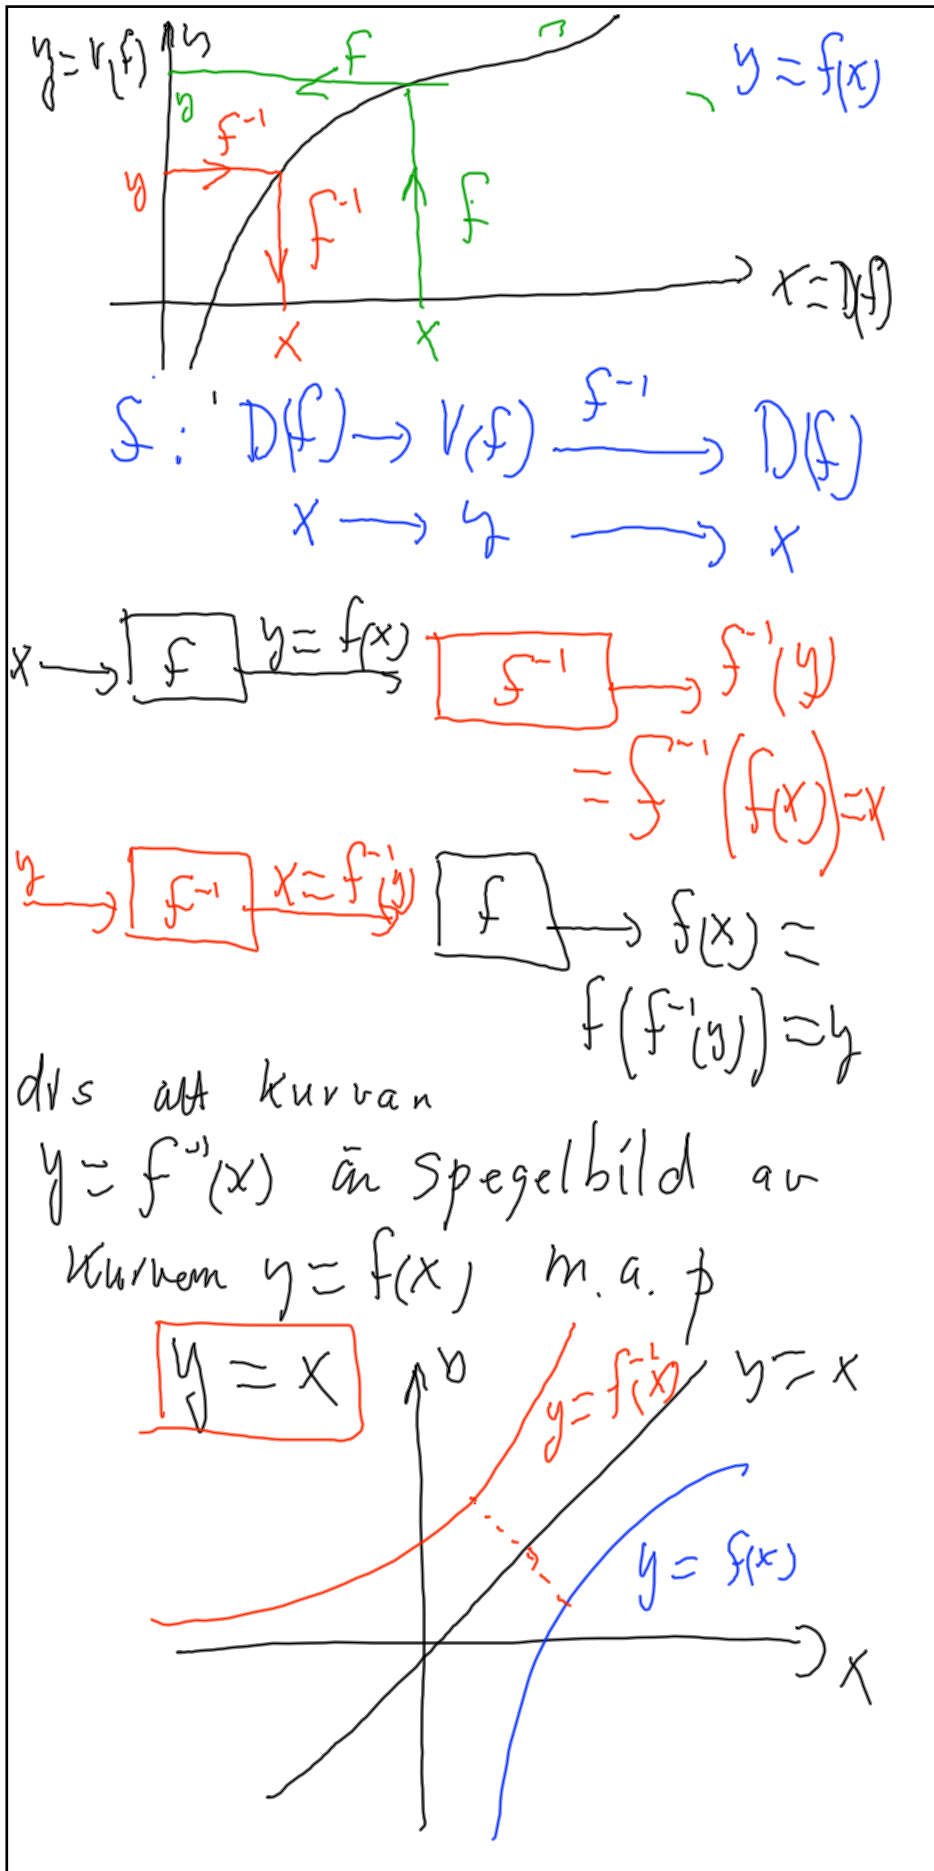 y = V(f) y
f
y = f(x)
y
f⁻¹
y
f⁻¹
f
x = D(f)
x
x
f : D(f) → V(f) f⁻¹ → D(f)
x → y → x
x → f y = f(x) → f⁻¹ → f⁻¹(y)
= f⁻¹(f(x)) = x
y → f⁻¹ x = f⁻¹(y) → f → f(x) =
f(f⁻¹(y)) = y
dvs att kurvan
y = f⁻¹(x) är spegelbild av
kurvan y = f(x) m.a.p
y = x
y
y = f⁻¹(x)
y = x
y = f(x)
x